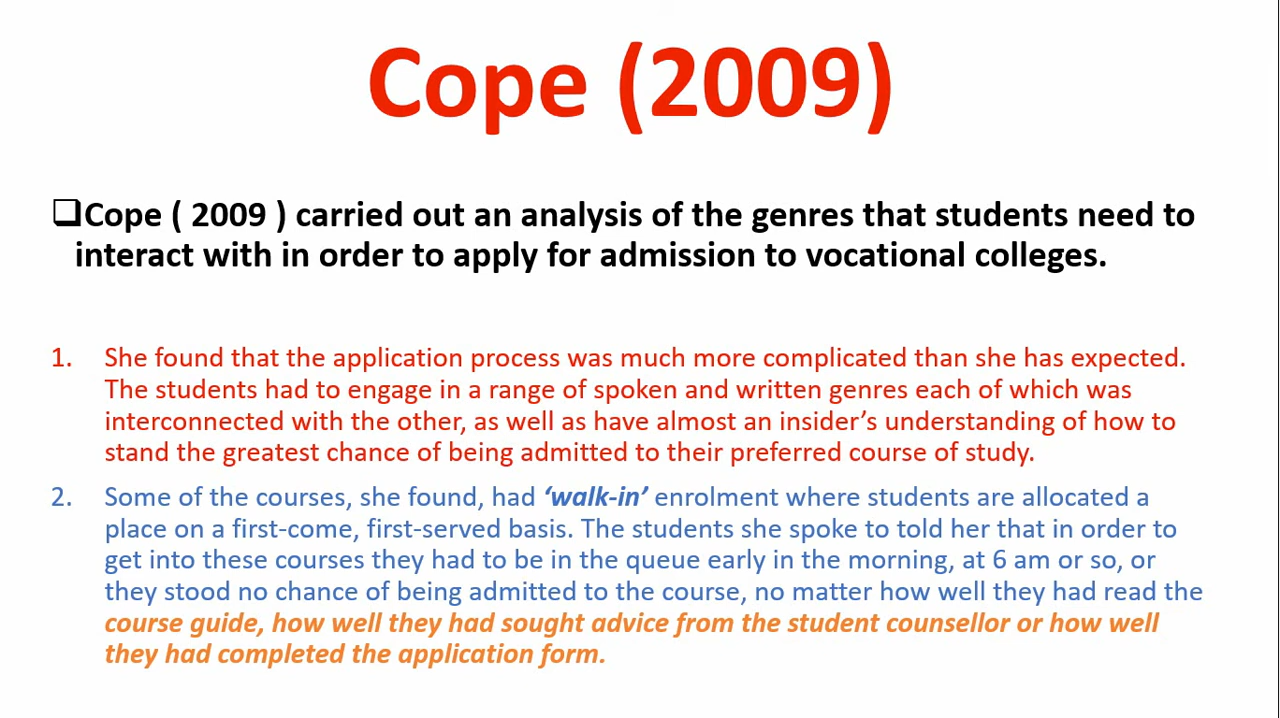 Cope (2009)
❑Cope ( 2009 ) carried out an analysis of the genres that students need to
interact with in order to apply for admission to vocational colleges.
1. She found that the application process was much more complicated than she has expected.
The students had to engage in a range of spoken and written genres each of which was
interconnected with the other, as well as have almost an insider’s understanding of how to
stand the greatest chance of being admitted to their preferred course of study.
2. Some of the courses, she found, had ‘walk-in’ enrolment where students are allocated a
place on a first-come, first-served basis. The students she spoke to told her that in order to
get into these courses they had to be in the queue early in the morning, at 6 am or so, or
they stood no chance of being admitted to the course, no matter how well they had read the
course guide, how well they had sought advice from the student counsellor or how well
they had completed the application form.